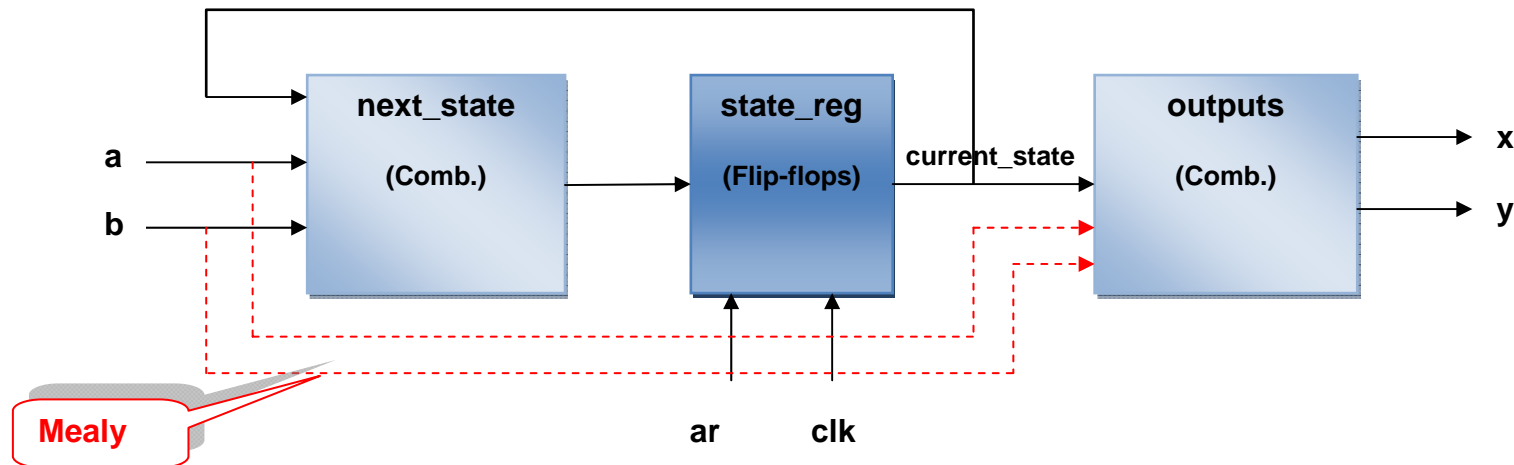 next_state
(Comb.)
state_reg
(Flip-flops)
current_state
outputs
(Comb.)
a
b
x
y
Mealy
ar
clk